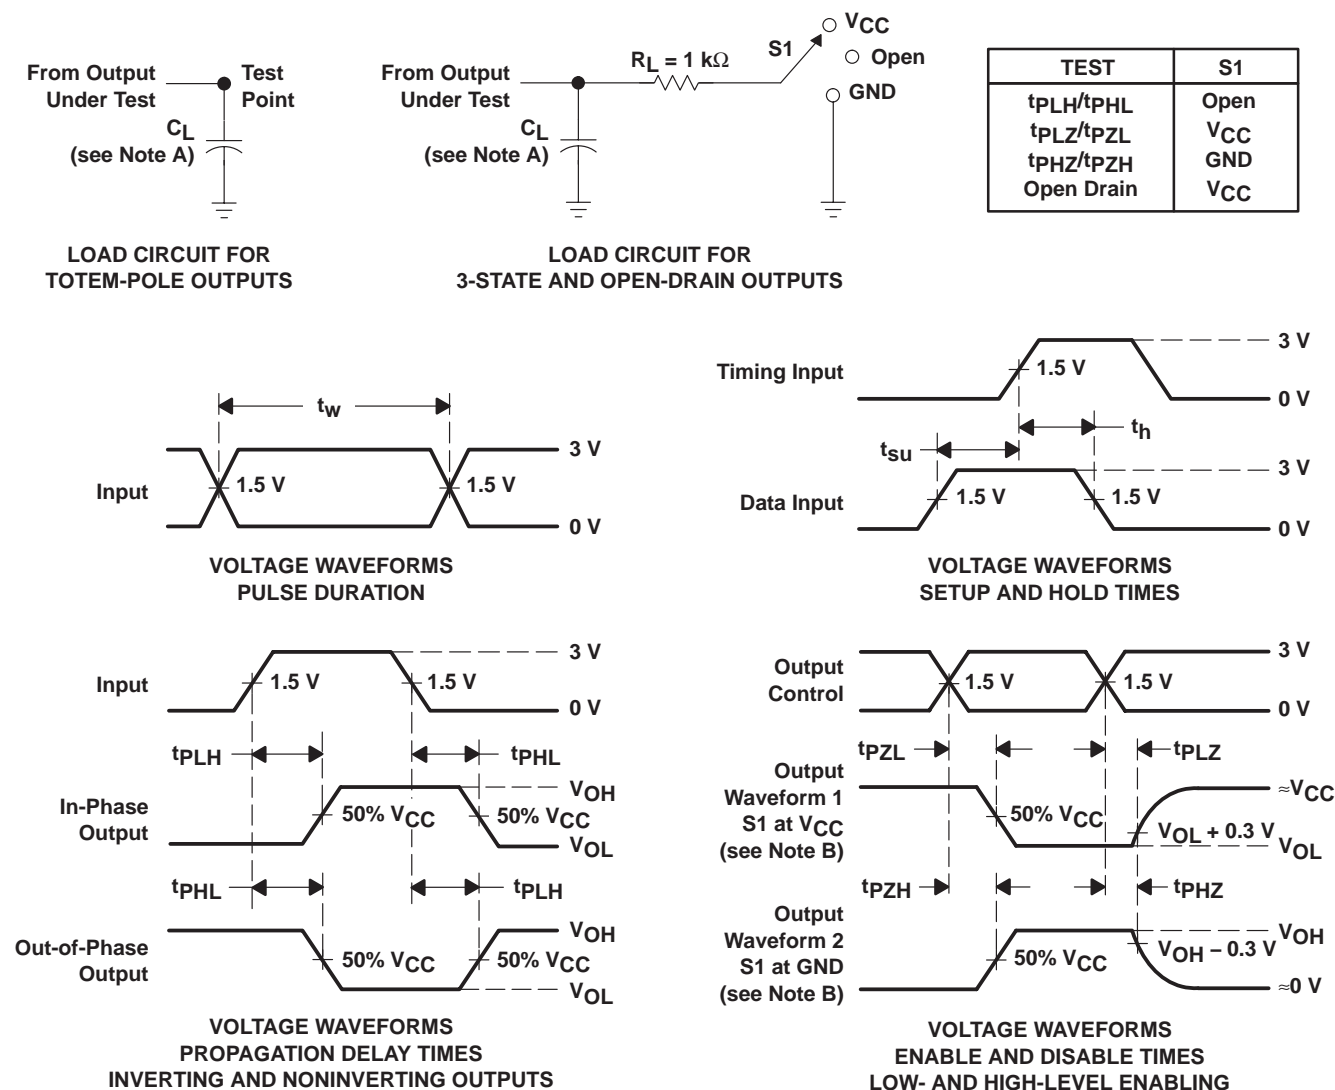 From Output
Under Test
Test
Point
CL
(see Note A)
LOAD CIRCUIT FOR
TOTEM-POLE OUTPUTS
From Output
Under Test
RL = 1 kΩ
S1
VCC
Open
GND
CL
(see Note A)
LOAD CIRCUIT FOR
3-STATE AND OPEN-DRAIN OUTPUTS
TEST S1
tPLH/tPHL Open
tPLZ/tPZL VCC
tPHZ/tPZH GND
Open Drain VCC
tw
Input
1.5 V
1.5 V
3 V
0 V
VOLTAGE WAVEFORMS
PULSE DURATION
Timing Input
1.5 V
3 V
0 V
tsu
th
Data Input
1.5 V
1.5 V
3 V
0 V
VOLTAGE WAVEFORMS
SETUP AND HOLD TIMES
Input
1.5 V
1.5 V
3 V
0 V
tPLH
tPHL
In-Phase
Output
50% VCC
50% VCC
VOH
VOL
tPHL
tPLH
Out-of-Phase
Output
50% VCC
50% VCC
VOH
VOL
VOLTAGE WAVEFORMS
PROPAGATION DELAY TIMES
INVERTING AND NONINVERTING OUTPUTS
Output
Control
1.5 V
1.5 V
3 V
0 V
tPZL
tPLZ
Output
Waveform 1
S1 at VCC
(see Note B)
50% VCC
VOL + 0.3 V
≈VCC
VOL
tPZH
tPHZ
Output
Waveform 2
S1 at GND
(see Note B)
50% VCC
VOH − 0.3 V
VOH
≈0 V
VOLTAGE WAVEFORMS
ENABLE AND DISABLE TIMES
LOW- AND HIGH-LEVEL ENABLING